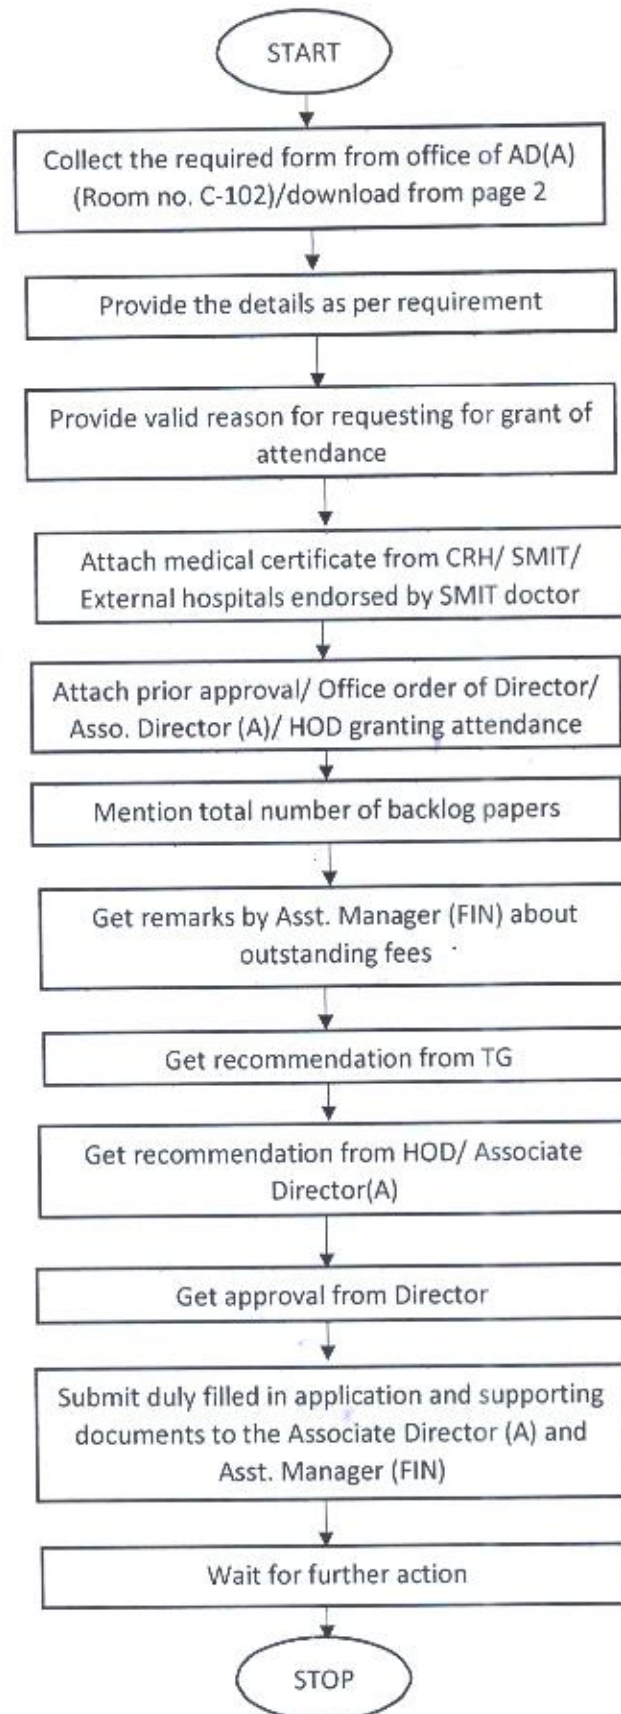 START
Collect the required form from office of AD(A)
(Room no. C-102)/download from page 2
Provide the details as per requirement
Provide valid reason for requesting for grant of
attendance
Attach medical certificate from CRH/ SMIT/
External hospitals endorsed by SMIT doctor
Attach prior approval/ Office order of Director/
Asso. Director (A)/ HOD granting attendance
Mention total number of backlog papers
Get remarks by Asst. Manager (FIN) about
outstanding fees
Get recommendation from TG
Get recommendation from HOD/ Associate
Director(A)
Get approval from Director
Submit duly filled in application and supporting
documents to the Associate Director (A) and
Asst. Manager (FIN)
Wait for further action
STOP